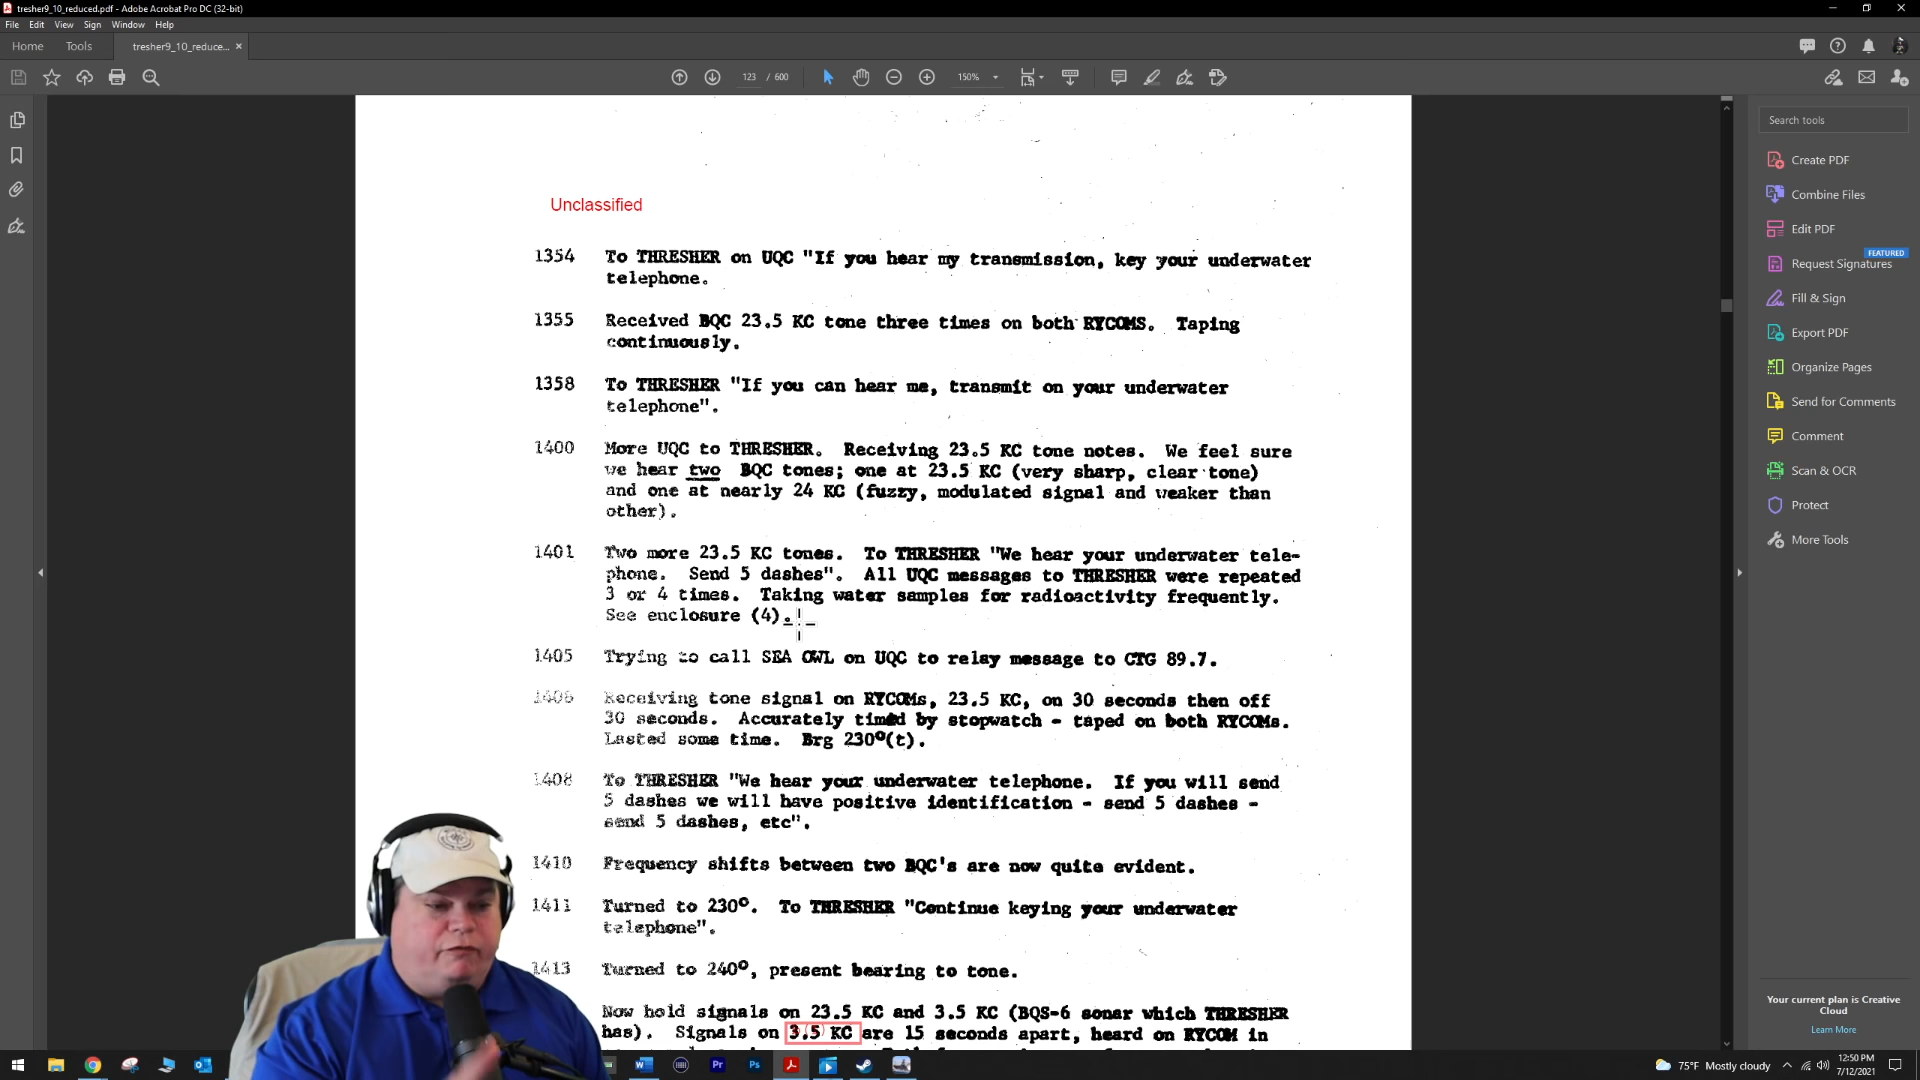 tresher9_10_reduced.pdf - Adobe Acrobat Pro DC (32-bit)
File Edit View Sign Window Help
Home Tools tresher9_10_reduce... ×
123 / 600 150%
Search tools
Create PDF
Combine Files
Edit PDF
FEATURED
Request Signatures
Fill & Sign
Export PDF
Organize Pages
Send for Comments
Comment
Scan & OCR
Protect
More Tools
Your current plan is Creative
Cloud
Learn More
Unclassified
1354 To THRESHER on UQC "If you hear my transmission, key your underwater
telephone.
1355 Received BQC 23.5 KC tone three times on both RYCOMS. Taping
continuously.
1358 To THRESHER "If you can hear me, transmit on your underwater
telephone".
1400 More UQC to THRESHER. Receiving 23.5 KC tone notes. We feel sure
we hear two BQC tones; one at 23.5 KC (very sharp, clear tone)
and one at nearly 24 KC (fuzzy, modulated signal and weaker than
other).
1401 Two more 23.5 KC tones. To THRESHER "We hear your underwater tele-
phone. Send 5 dashes". All UQC messages to THRESHER were repeated
3 or 4 times. Taking water samples for radioactivity frequently.
See enclosure (4).
1405 Trying to call SEA OWL on UQC to relay message to CTG 89.7.
1406 Receiving tone signal on RYCOMs, 23.5 KC, on 30 seconds then off
30 seconds. Accurately timed by stopwatch - taped on both RYCOMs.
Lasted some time. Brg 230°(t).
1408 To THRESHER "We hear your underwater telephone. If you will send
5 dashes we will have positive identification - send 5 dashes -
send 5 dashes, etc".
1410 Frequency shifts between two BQC's are now quite evident.
1411 Turned to 230°. To THRESHER "Continue keying your underwater
telephone".
1413 Turned to 240°, present bearing to tone.
Now hold signals on 23.5 KC and 3.5 KC (BQS-6 sonar which THRESHER
has). Signals on 3.5 KC are 15 seconds apart, heard on RYCOM in
75°F Mostly cloudy
12:50 PM
7/12/2021